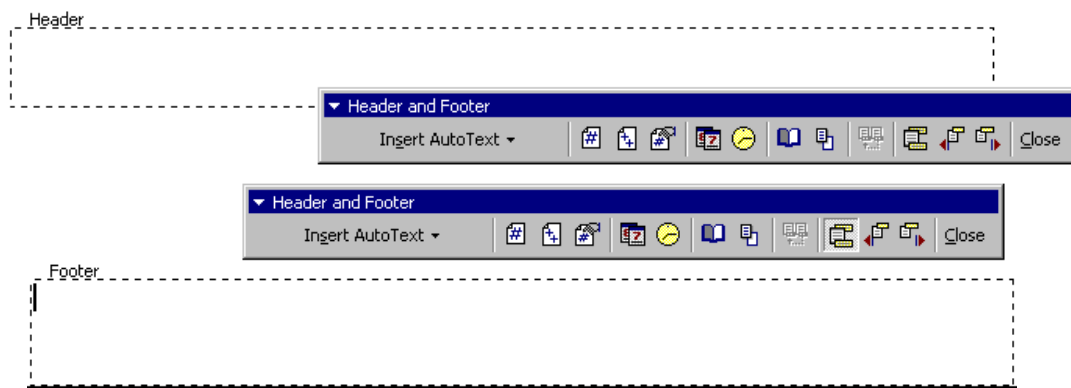 Header
Header and Footer
Insert AutoText
Close
Header and Footer
Insert AutoText
Close
Footer